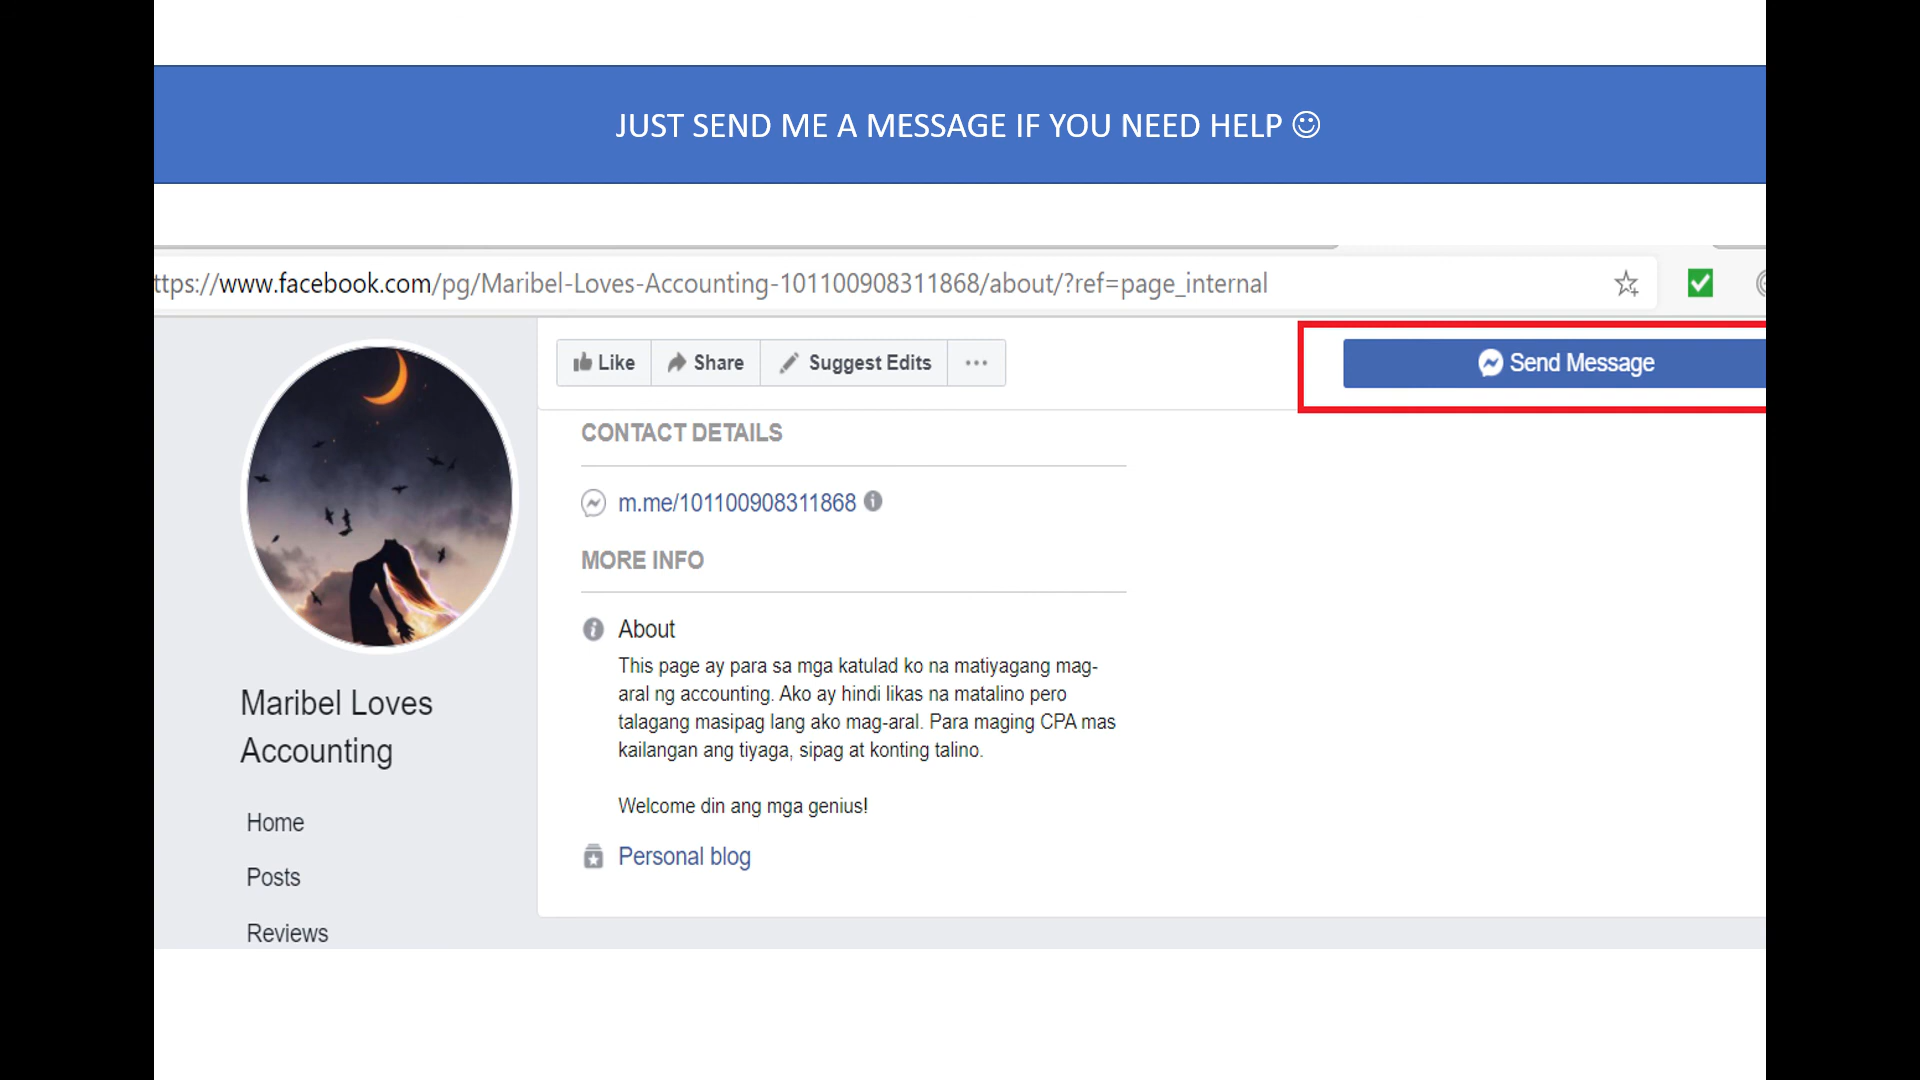 JUST SEND ME A MESSAGE IF YOU NEED HELP ☺
ttps://www.facebook.com/pg/Maribel-Loves-Accounting-101100908311868/about/?ref=page_internal
Like
Share
Suggest Edits
...
Send Message
CONTACT DETAILS
m.me/101100908311868
MORE INFO
About
This page ay para sa mga katulad ko na matiyagang mag-
aral ng accounting. Ako ay hindi likas na matalino pero
talagang masipag lang ako mag-aral. Para maging CPA mas
kailangan ang tiyaga, sipag at konting talino.
Welcome din ang mga genius!
Personal blog
Maribel Loves
Accounting
Home
Posts
Reviews